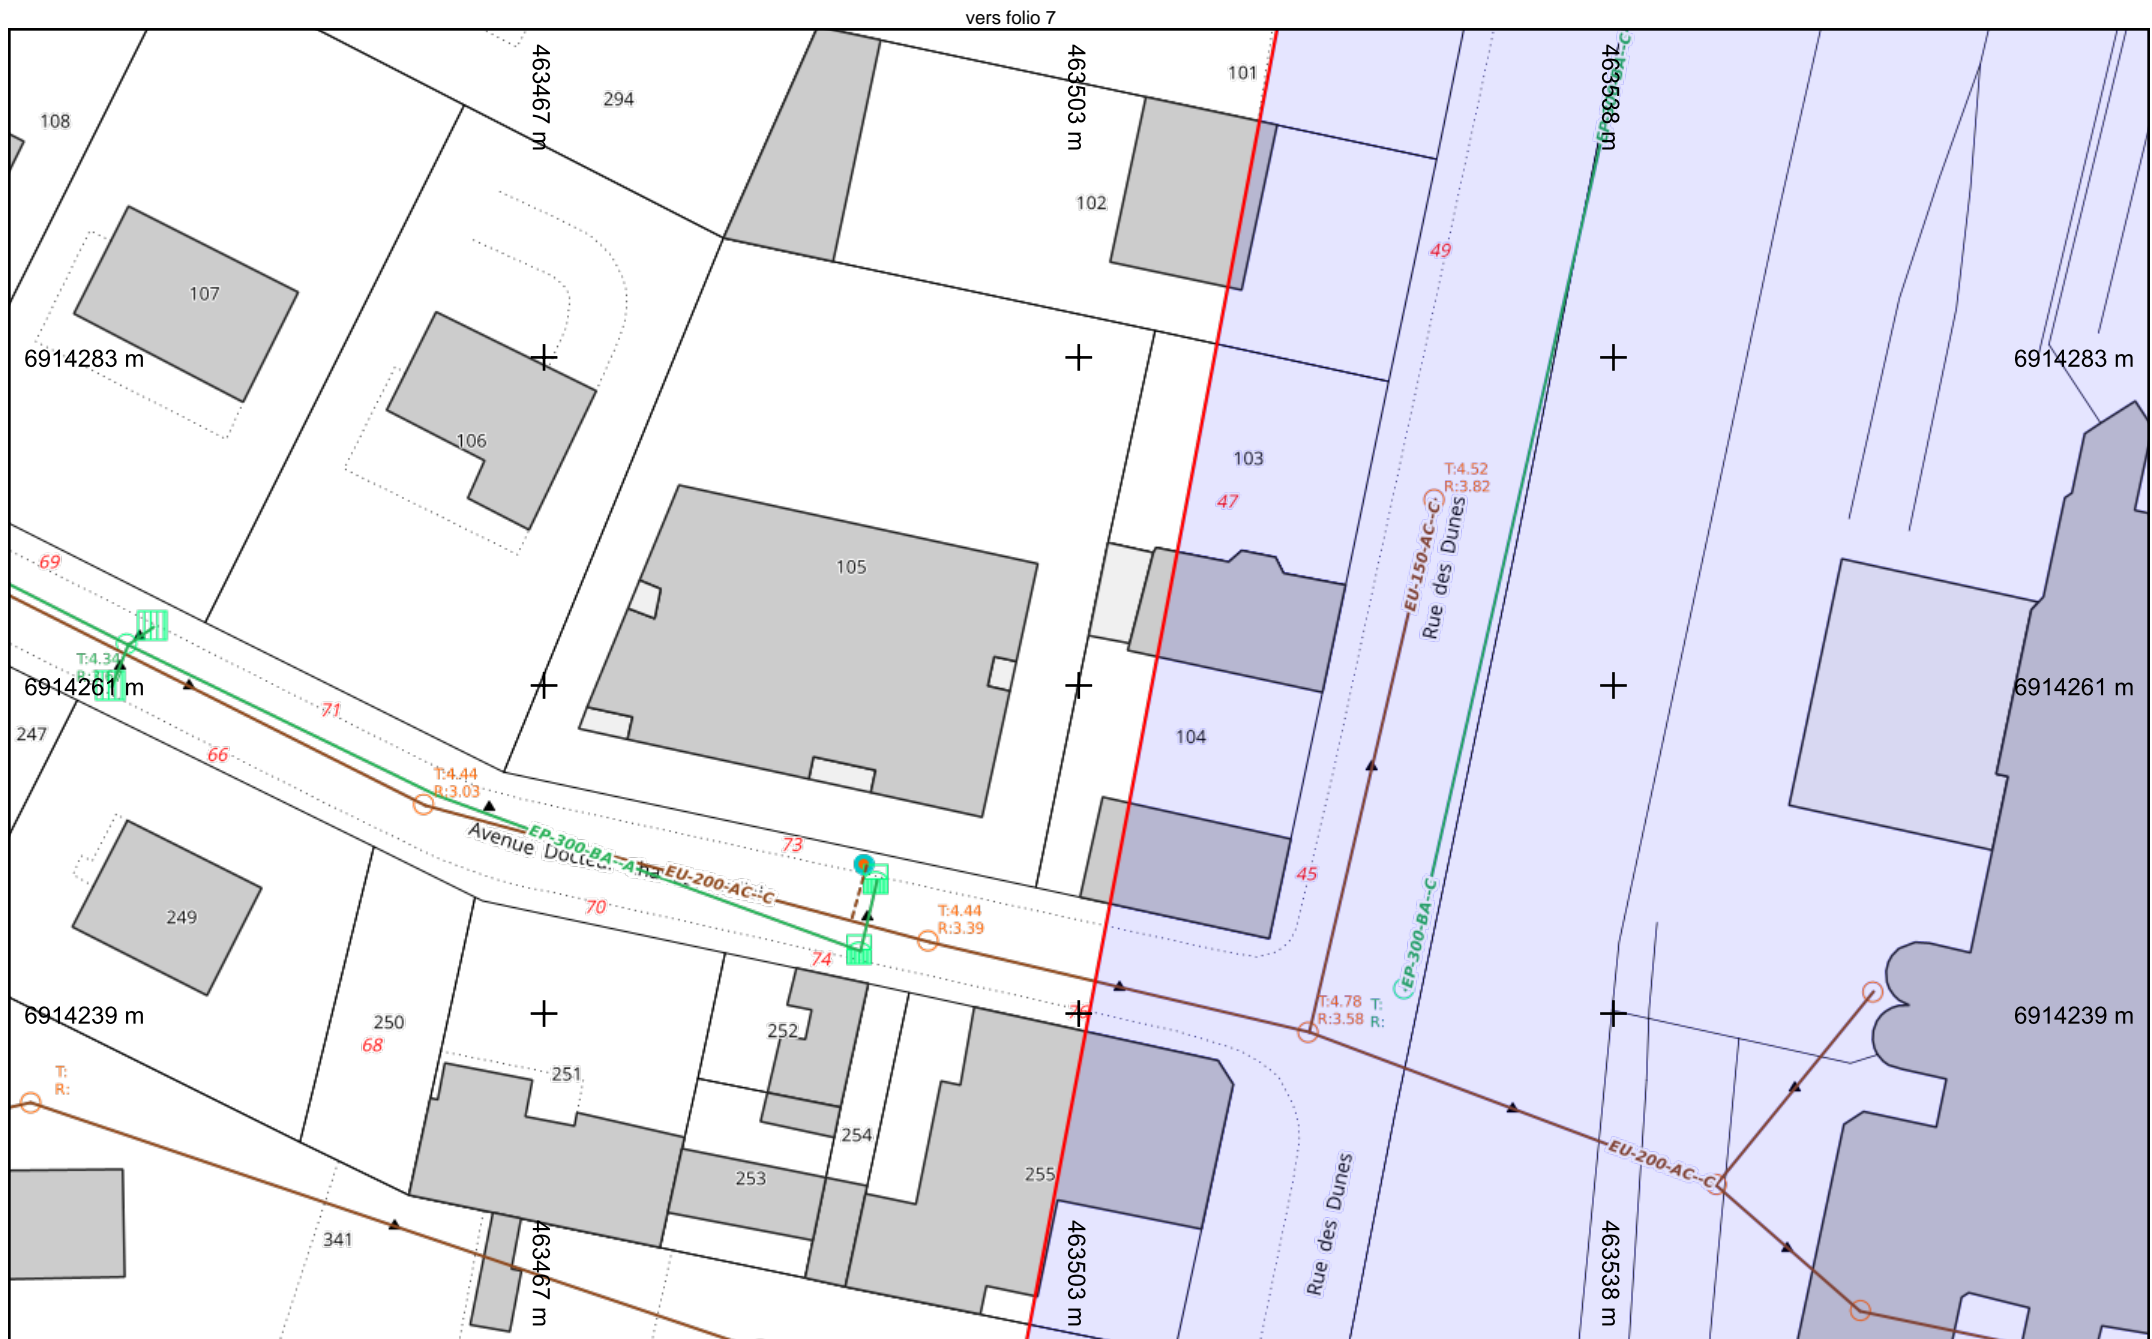 vers folio 7
101
108
294
463467 m
463503 m
463538 m
102
49
107
6914283 m
6914283 m
106
103
T:4.52
R:3.82
47
EU-150-AC--C
Rue des Dunes
69
105
T:4.34
6914261 m
6914261 m
71
247
66
104
T:4.44
R:3.03
Avenue
EP-300-BA--A
73
EU-200-AC--C
45
EP-300-BA--C
70
T:4.44
R:3.39
249
74
T:4.78
R:3.58
T:
R:
6914239 m
6914239 m
250
68
252
251
T:
R:
254
253
255
EU-200-AC--C
Rue des Dunes
341
463467 m
463503 m
463538 m